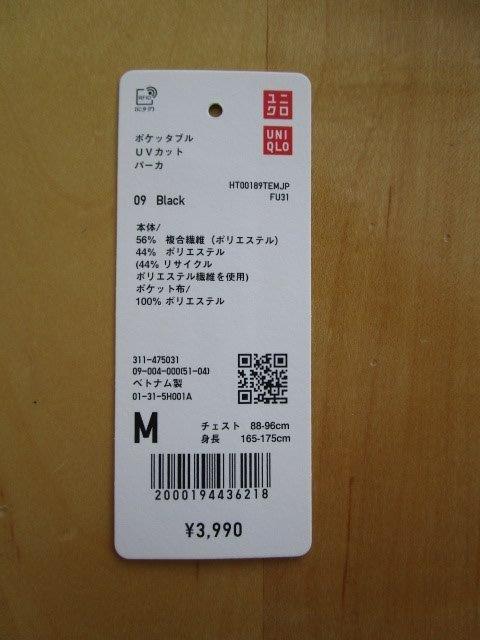 RFID
ユニ
クロ
UNI
QLO
ポケッタブル
UVカット
パーカ
HT00189TEMJP
09 Black
FU31
本体/
56% 複合繊維 (ポリエステル)
44% ポリエステル
(44% リサイクル
ポリエステル繊維を使用)
ポケット布/
100% ポリエステル
311-475031
09-004-000(51-04)
ベトナム製
01-31-5H001A
M
チェスト 88-96cm
身長 165-175cm
2000194436218
¥3,990